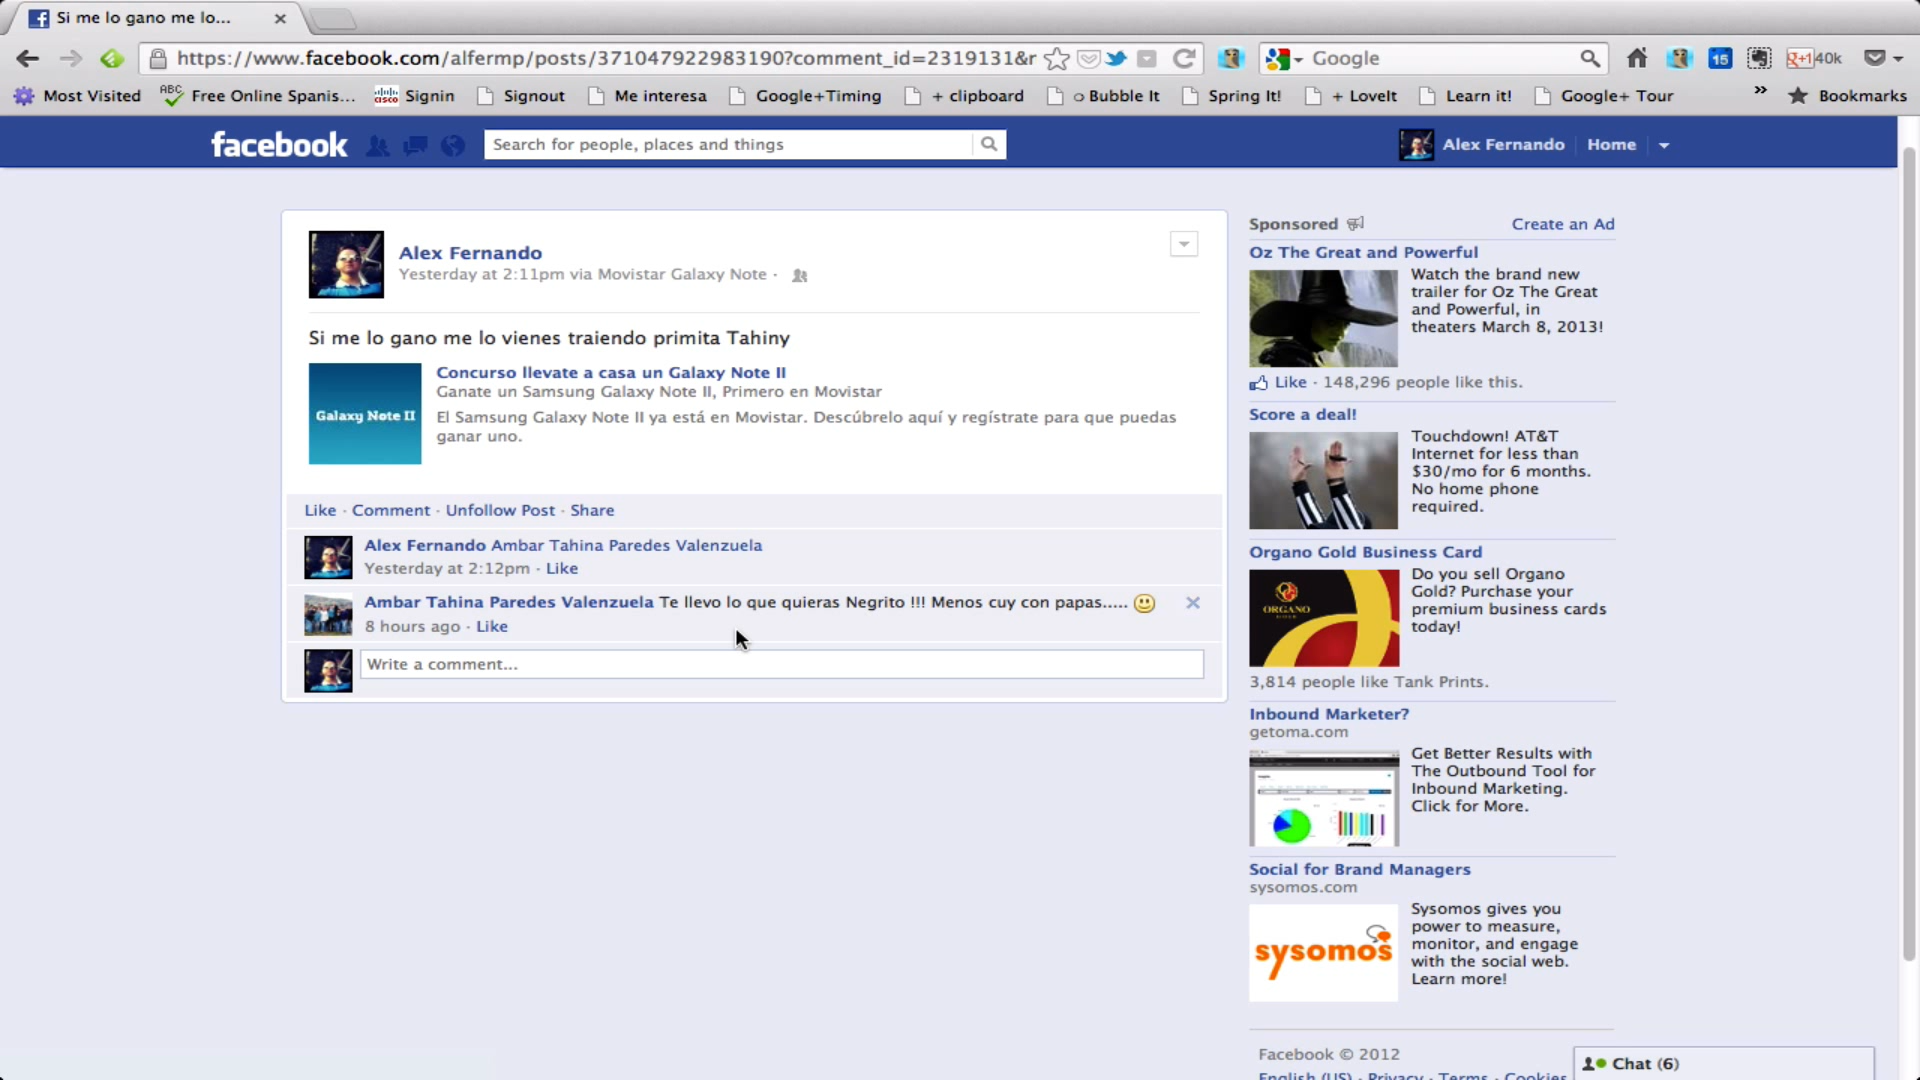 Si me lo gano me lo...
https://www.facebook.com/alfermp/posts/371047922983190?comment_id=2319131&r
Google
15
g+1 40k
Most Visited
ABC Free Online Spanis...
cisco Signin
Signout
Me interesa
Google+Timing
+ clipboard
o Bubble It
Spring It!
+ LoveIt
Learn it!
Google+ Tour
»
Bookmarks
facebook
Search for people, places and things
Alex Fernando
Home
Alex Fernando
Yesterday at 2:11pm via Movistar Galaxy Note ·
Si me lo gano me lo vienes traiendo primita Tahiny
Galaxy Note II
Concurso llevate a casa un Galaxy Note II
Ganate un Samsung Galaxy Note II, Primero en Movistar
El Samsung Galaxy Note II ya está en Movistar. Descúbrelo aquí y regístrate para que puedas
ganar uno.
Like · Comment · Unfollow Post · Share
Alex Fernando Ambar Tahina Paredes Valenzuela
Yesterday at 2:12pm · Like
Ambar Tahina Paredes Valenzuela Te llevo lo que quieras Negrito !!! Menos cuy con papas.....
8 hours ago · Like
Write a comment...
Sponsored
Create an Ad
Oz The Great and Powerful
Watch the brand new
trailer for Oz The Great
and Powerful, in
theaters March 8, 2013!
Like · 148,296 people like this.
Score a deal!
Touchdown! AT&T
Internet for less than
$30/mo for 6 months.
No home phone
required.
Organo Gold Business Card
ORGANO
GOLD
Do you sell Organo
Gold? Purchase your
premium business cards
today!
3,814 people like Tank Prints.
Inbound Marketer?
getoma.com
Get Better Results with
The Outbound Tool for
Inbound Marketing.
Click for More.
Social for Brand Managers
sysomos.com
sysomos
Sysomos gives you
power to measure,
monitor, and engage
with the social web.
Learn more!
Facebook © 2012
English (US) · Privacy · Terms · Cookies
Chat (6)